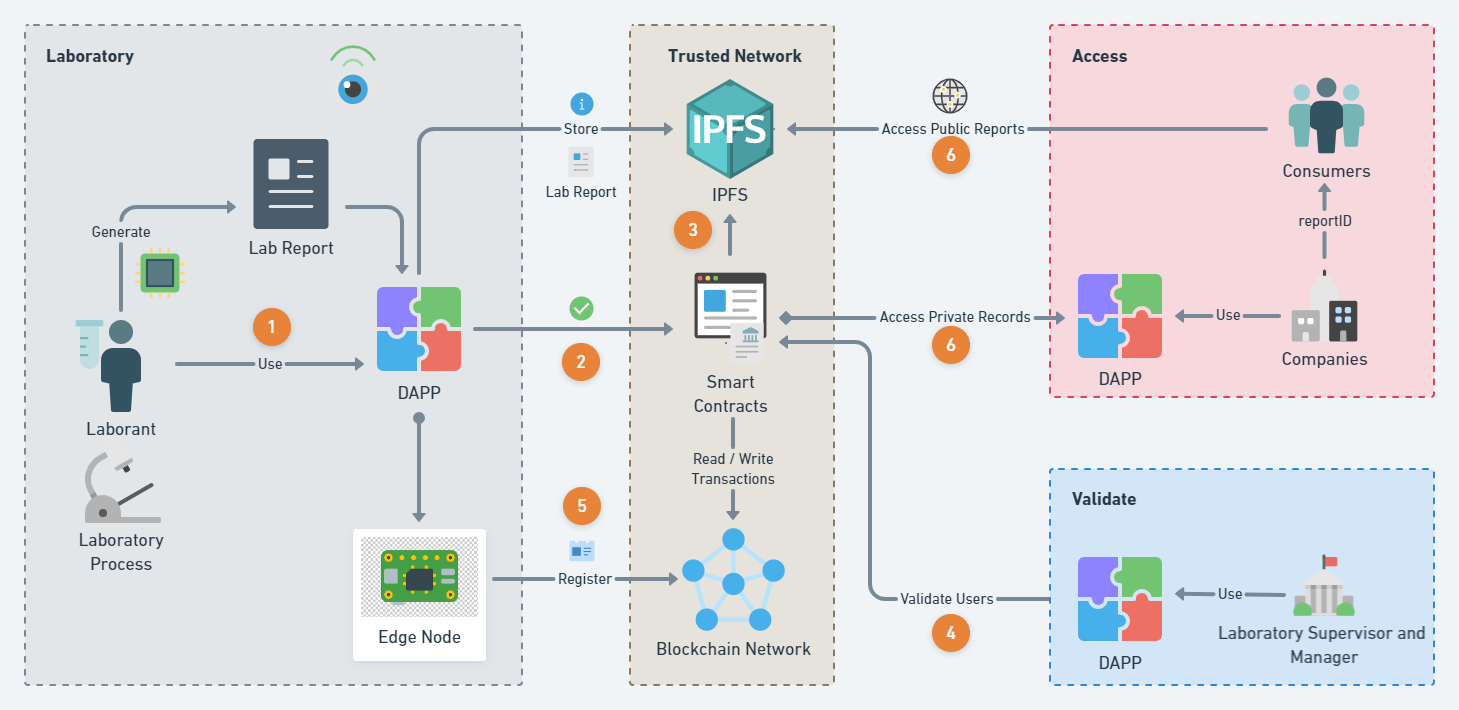 Laboratory
Generate
Lab Report
1
Use
DAPP
Laborant
Laboratory
Process
Edge Node
i
Store
Lab Report
2
5
Register
Trusted Network
IPFS
IPFS
3
Smart
Contracts
Read / Write
Transactions
Blockchain Network
Access Public Reports
6
Access Private Records
6
Validate Users
4
Access
Consumers
reportID
Use
Companies
DAPP
Validate
Use
DAPP
Laboratory Supervisor and
Manager